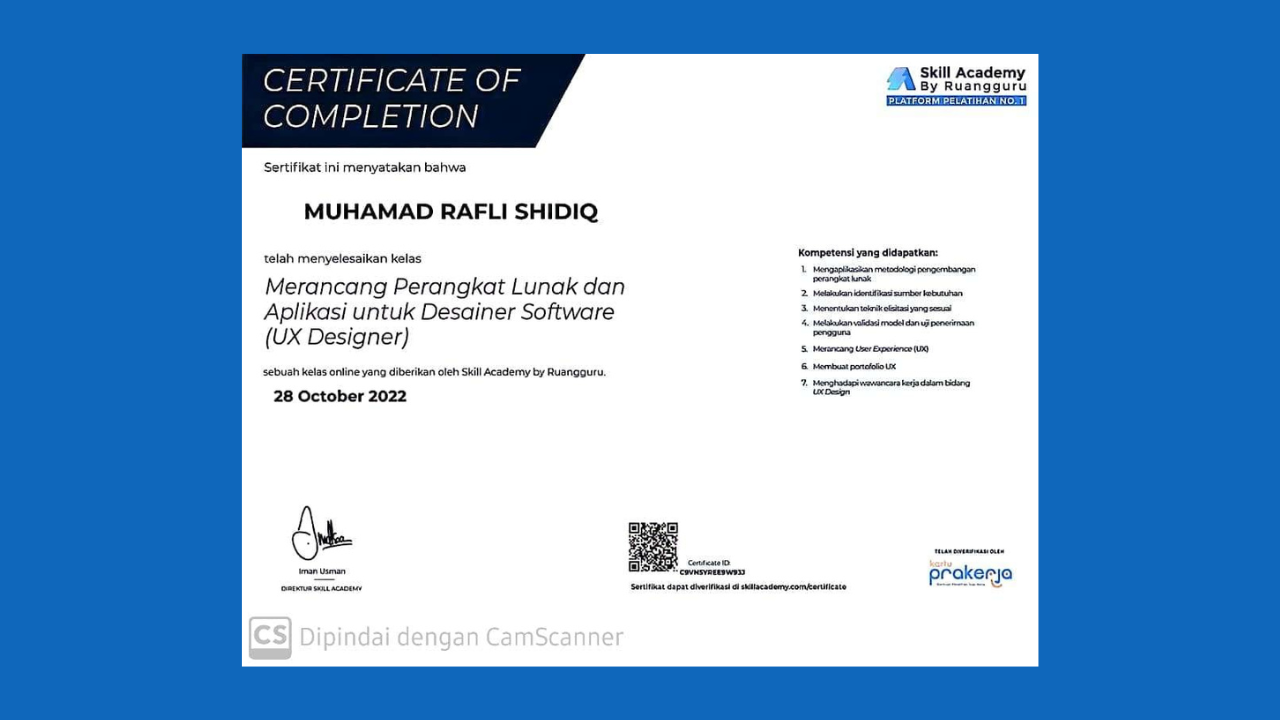 CERTIFICATE OF
COMPLETION
Skill Academy
By Ruangguru
PLATFORM PELATIHAN NO. 1
Sertifikat ini menyatakan bahwa
MUHAMAD RAFLI SHIDIQ
telah menyelesaikan kelas
Merancang Perangkat Lunak dan
Aplikasi untuk Desainer Software
(UX Designer)
sebuah kelas online yang diberikan oleh Skill Academy by Ruangguru.
28 October 2022
Kompetensi yang didapatkan:
1. Mengaplikasikan metodologi pengembangan
perangkat lunak
2. Melakukan identifikasi sumber kebutuhan
3. Menentukan teknik elisitasi yang sesuai
4. Melakukan validasi model dan uji penerimaan
pengguna
5. Merancang User Experience (UX)
6. Membuat portofolio UX
7. Menghadapi wawancara kerja dalam bidang
UX Design
Iman Usman
DIREKTUR SKILL ACADEMY
Certificate ID:
Sertifikat dapat diverifikasi di skillacademy.com/certificate
TELAH DIVERIFIKASI OLEH
kartu
prakerja
CS Dipindai dengan CamScanner